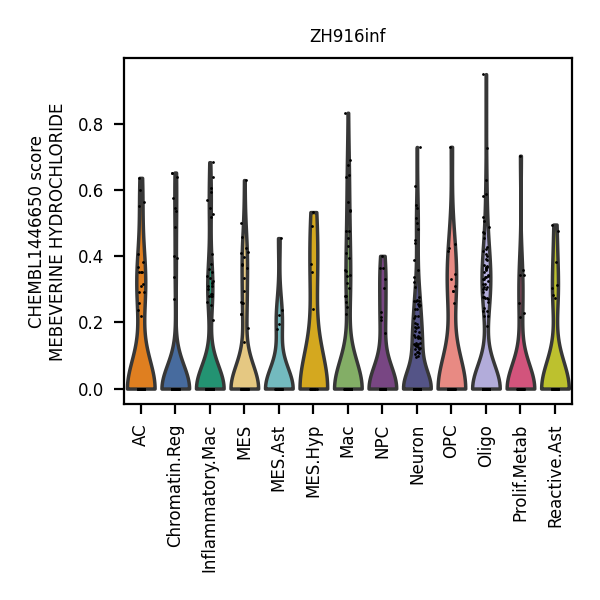 ZH916inf
CHEMBL1446650 score
MEBEVERINE HYDROCHLORIDE
0.8
0.6
0.4
0.2
0.0
AC
Chromatin.Reg
Inflammatory.Mac
MES
MES.Ast
MES.Hyp
Mac
NPC
Neuron
OPC
Oligo
Prolif.Metab
Reactive.Ast